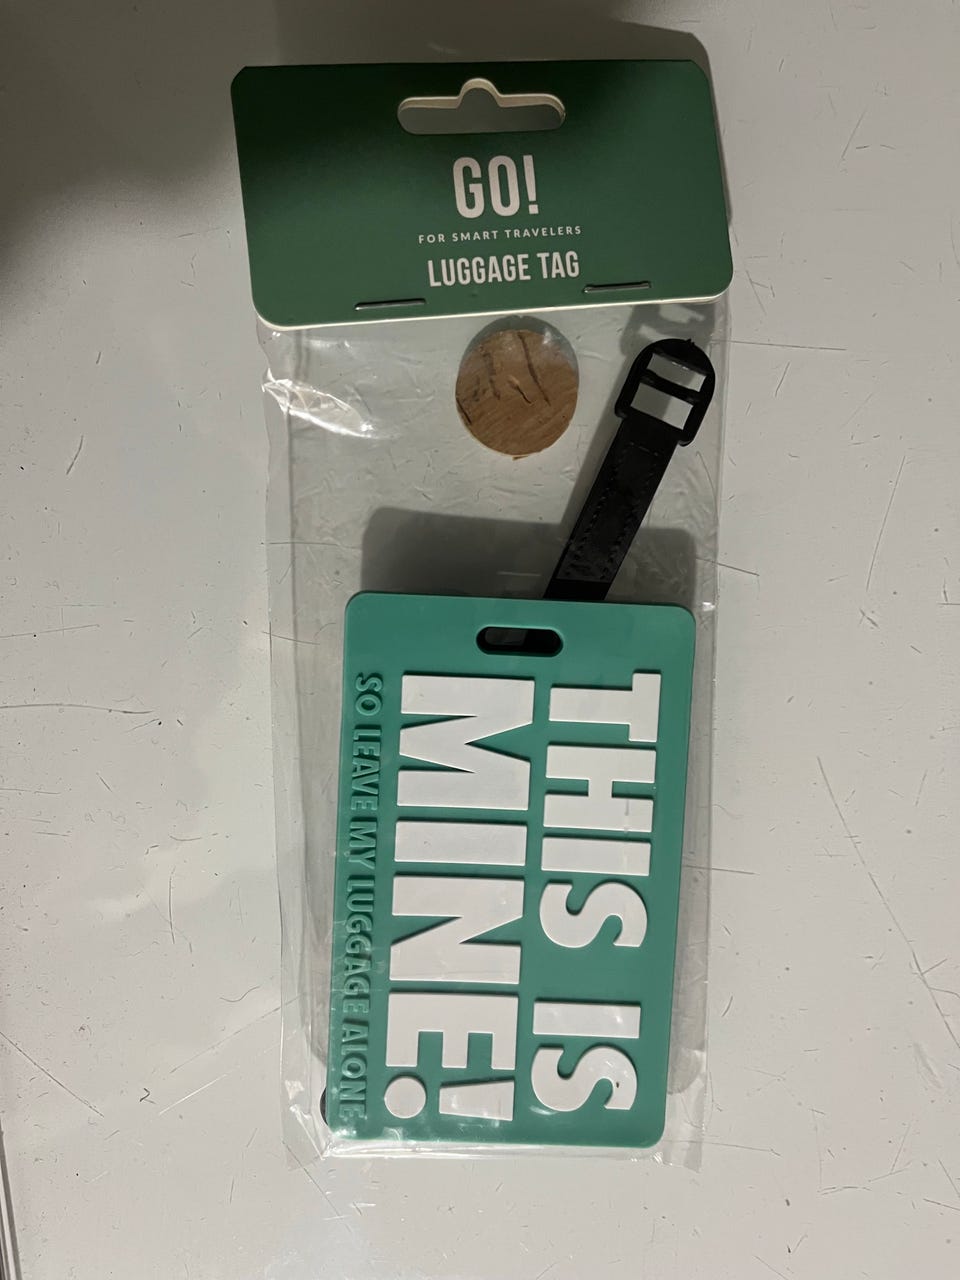 GO!
FOR SMART TRAVELERS
LUGGAGE TAG
THIS IS
MINE!
SO LEAVE MY LUGGAGE ALONE